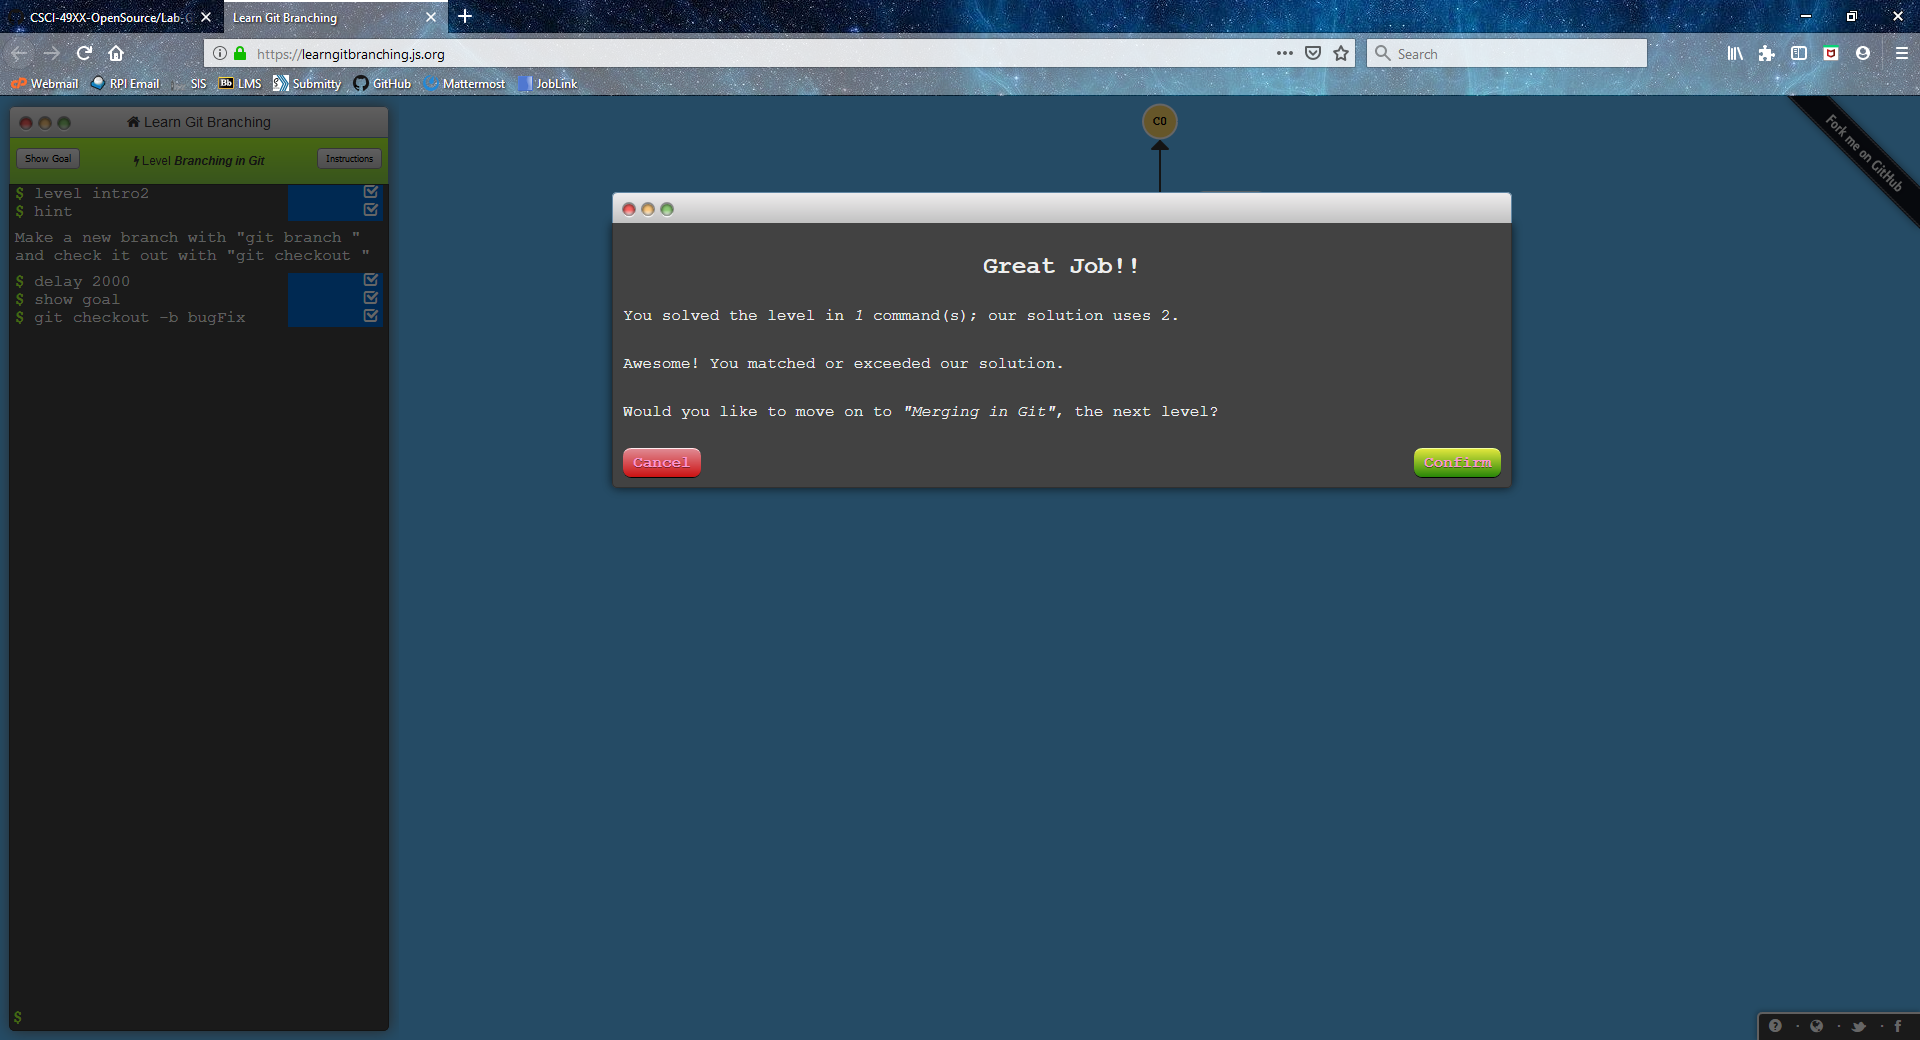 CSCI-49XX-OpenSource/Lab-
Learn Git Branching
https://learngitbranching.js.org
Search
Webmail
RPI Email
SIS
Bb LMS
Submitty
GitHub
Mattermost
JobLink
Learn Git Branching
Show Goal
Level Branching in Git
Instructions
$ level intro2
$ hint
Make a new branch with "git branch "
and check it out with "git checkout "
$ delay 2000
$ show goal
$ git checkout -b bugFix
$
C0
Fork me on GitHub
Great Job!!
You solved the level in 1 command(s); our solution uses 2.
Awesome! You matched or exceeded our solution.
Would you like to move on to "Merging in Git", the next level?
Cancel
Confirm